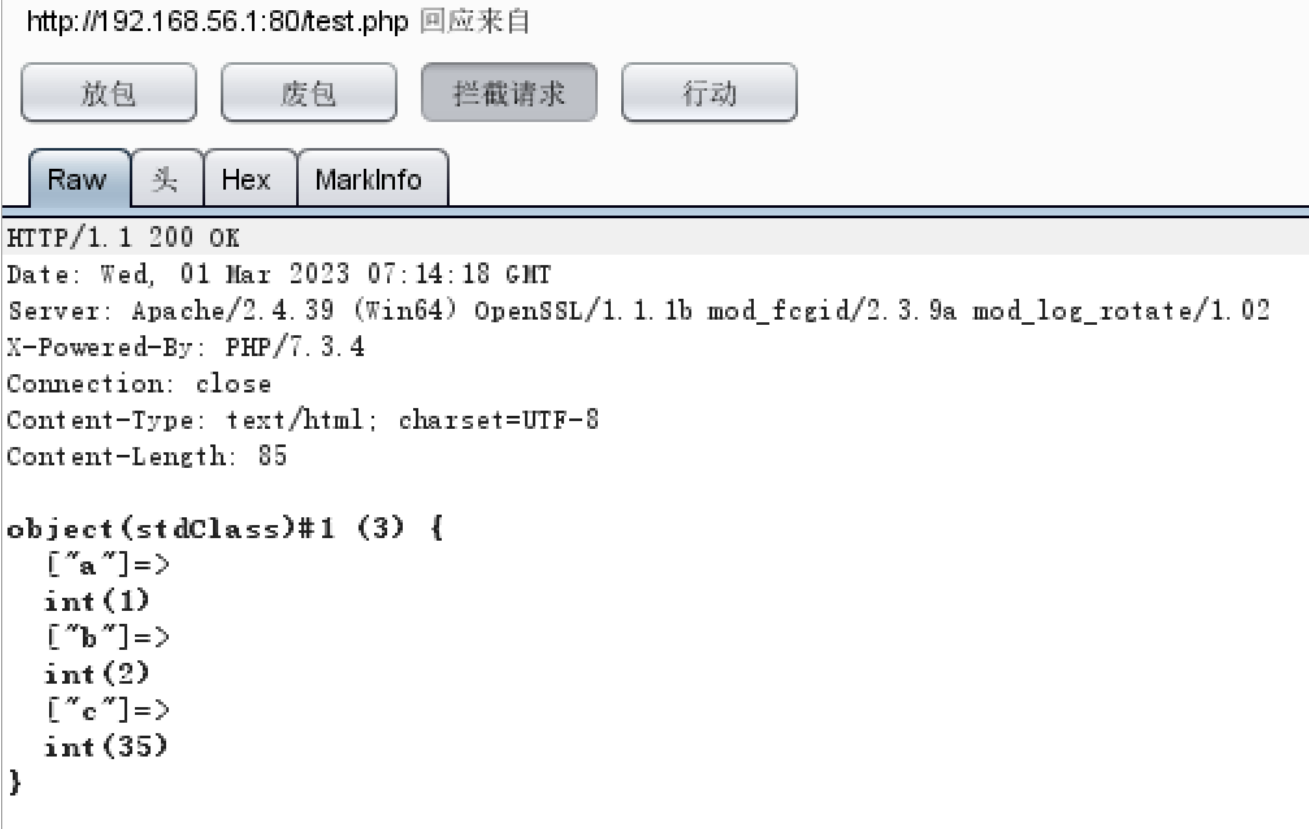 http://192.168.56.1:80/test.php 回应来自
放包 废包 拦截请求 行动
Raw 头 Hex MarkInfo
HTTP/1.1 200 OK
Date: Wed, 01 Mar 2023 07:14:18 GMT
Server: Apache/2.4.39 (Win64) OpenSSL/1.1.1b mod_fcgid/2.3.9a mod_log_rotate/1.02
X-Powered-By: PHP/7.3.4
Connection: close
Content-Type: text/html; charset=UTF-8
Content-Length: 85

object(stdClass)#1 (3) {
  ["a"]=>
  int(1)
  ["b"]=>
  int(2)
  ["c"]=>
  int(35)
}